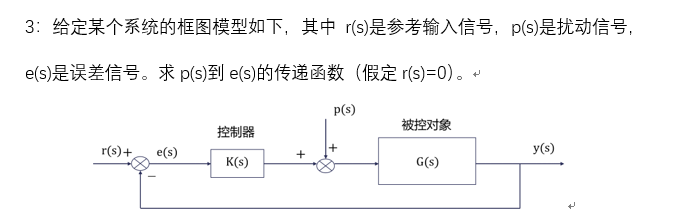 3：给定某个系统的框图模型如下，其中 r(s)是参考输入信号，p(s)是扰动信号，
e(s)是误差信号。求 p(s)到 e(s)的传递函数（假定 r(s)=0）。
p(s)
控制器
被控对象
r(s)+
e(s)
K(s)
+
+
G(s)
y(s)
−